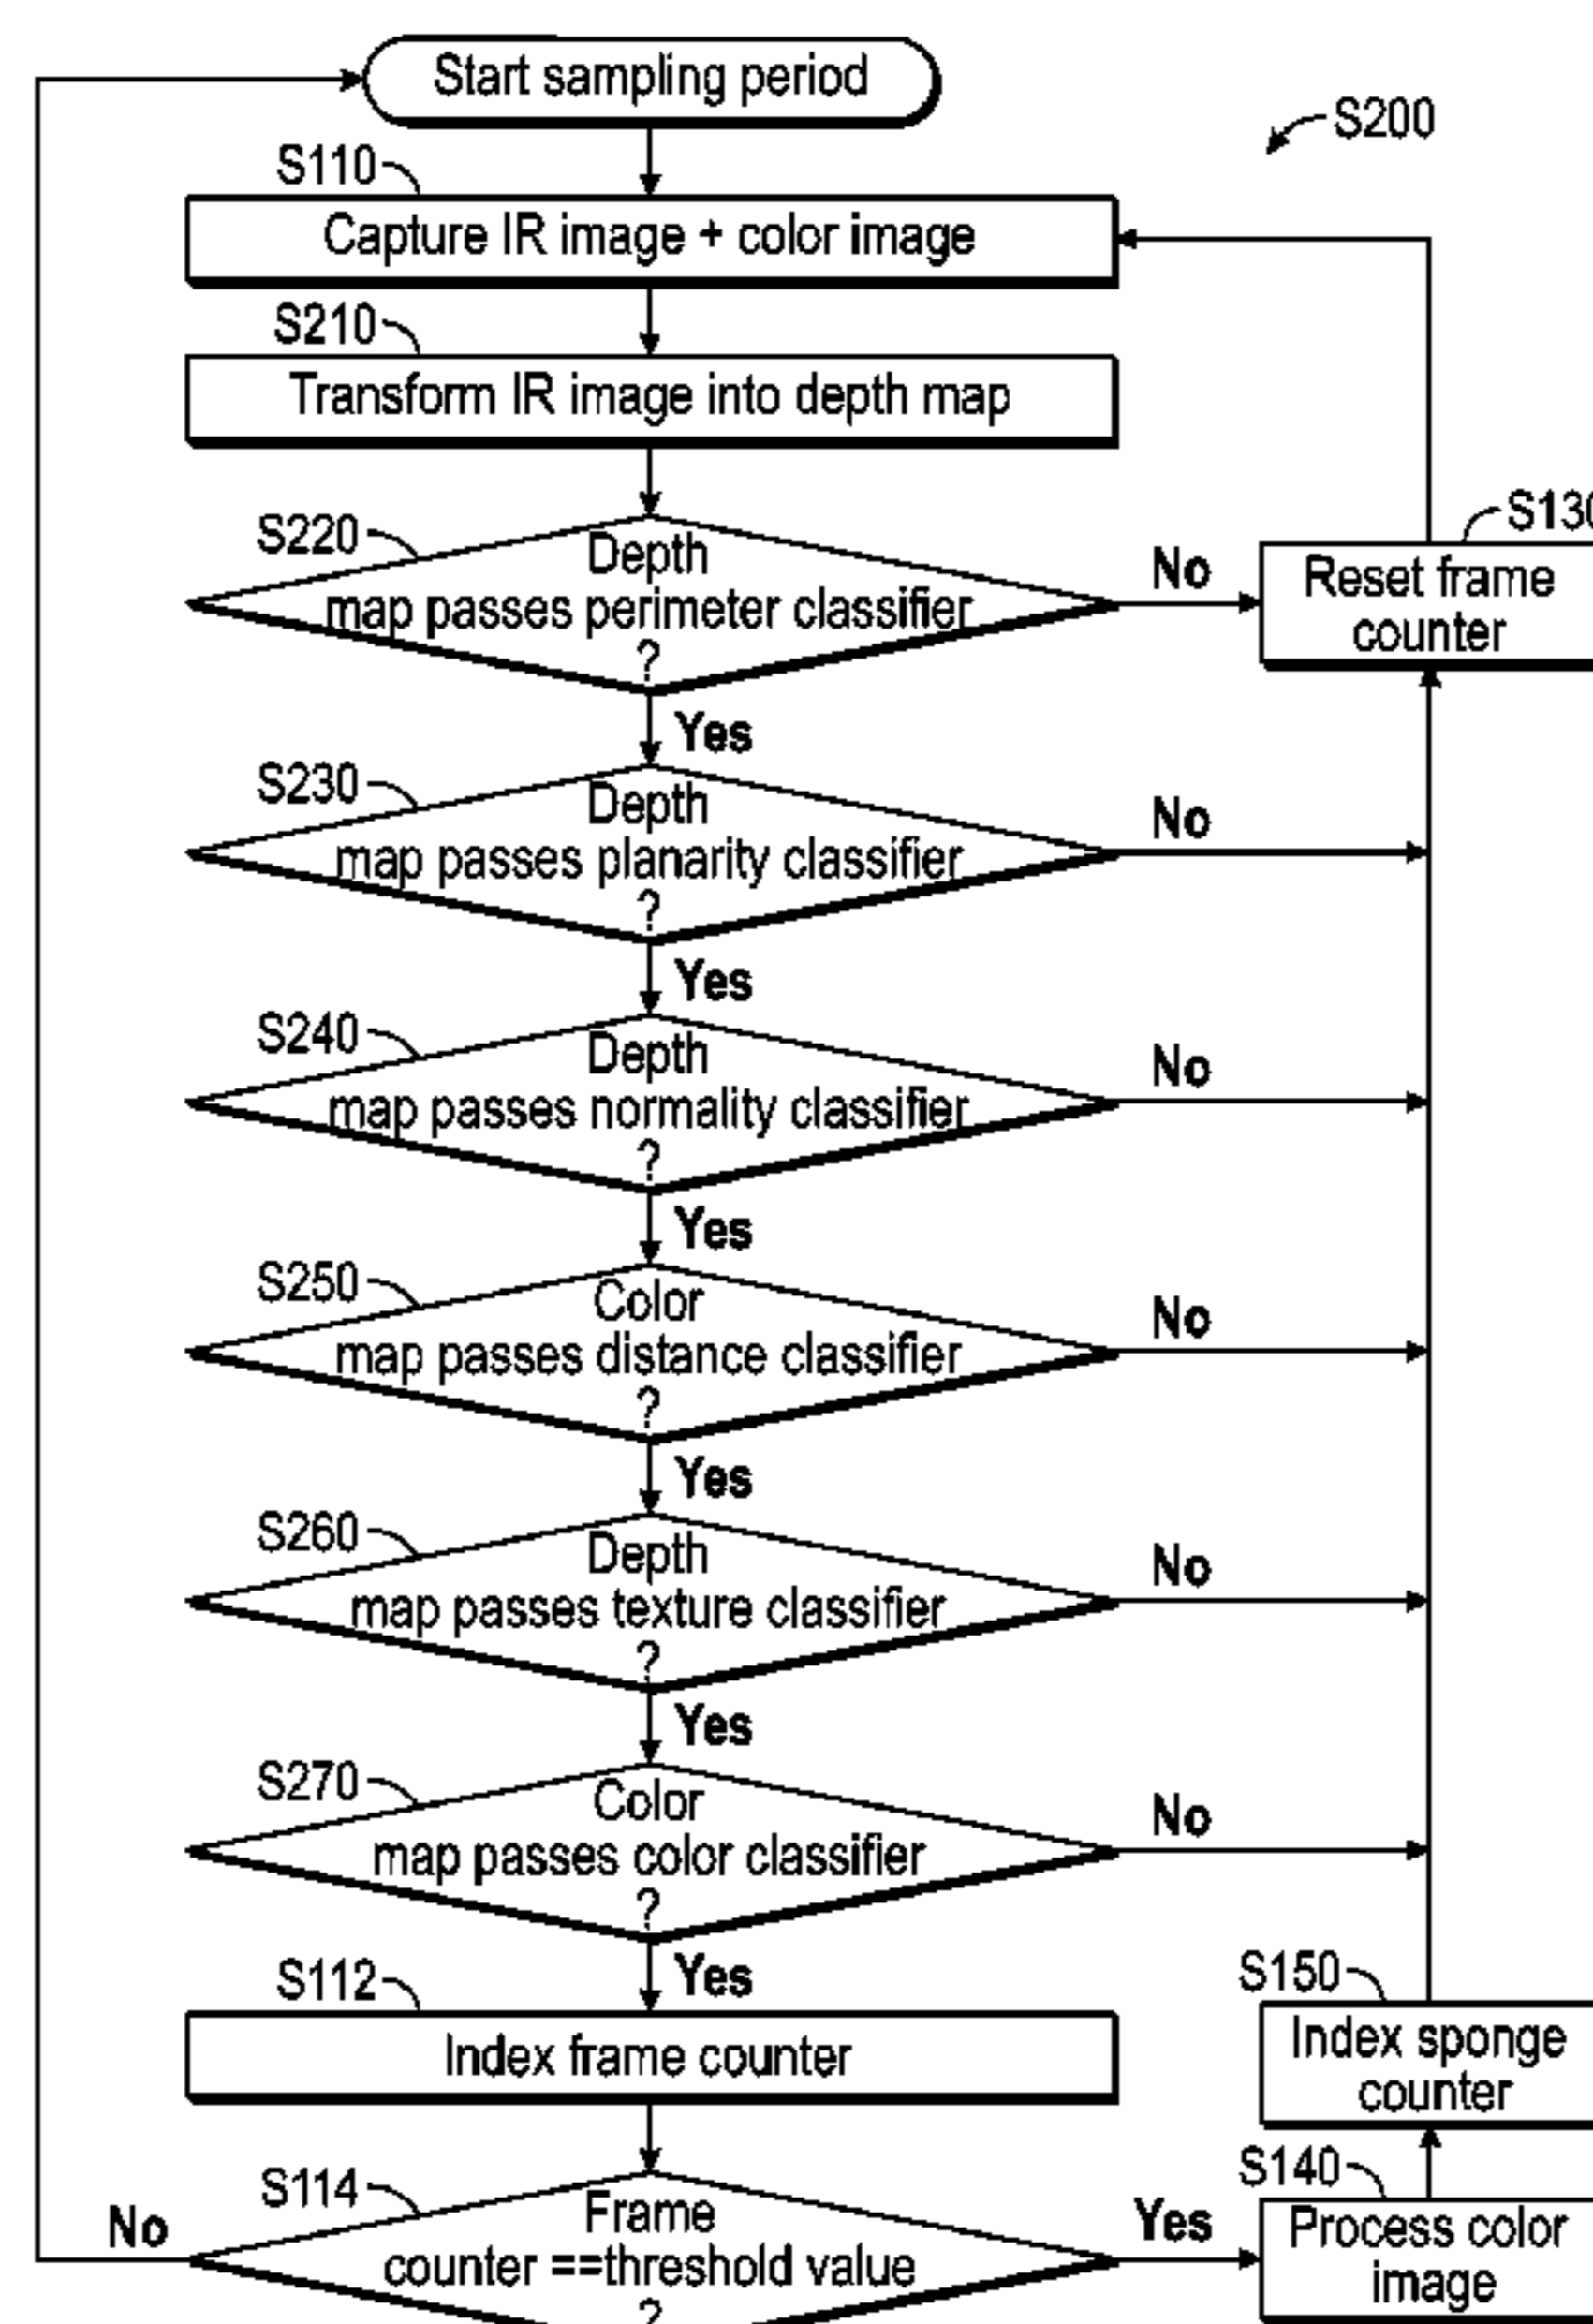 Start sampling period
S200
S110
Capture IR image + color image
S210
Transform IR image into depth map
S220
Depth
map passes perimeter classifier
?
No
S130
Reset frame
counter
Yes
S230
Depth
map passes planarity classifier
?
No
Yes
S240
Depth
map passes normality classifier
?
No
Yes
S250
Color
map passes distance classifier
?
No
Yes
S260
Depth
map passes texture classifier
?
No
Yes
S270
Color
map passes color classifier
?
No
Yes
S112
Index frame counter
S150
Index sponge
counter
S114
Frame
counter ==threshold value
?
No
Yes
S140
Process color
image